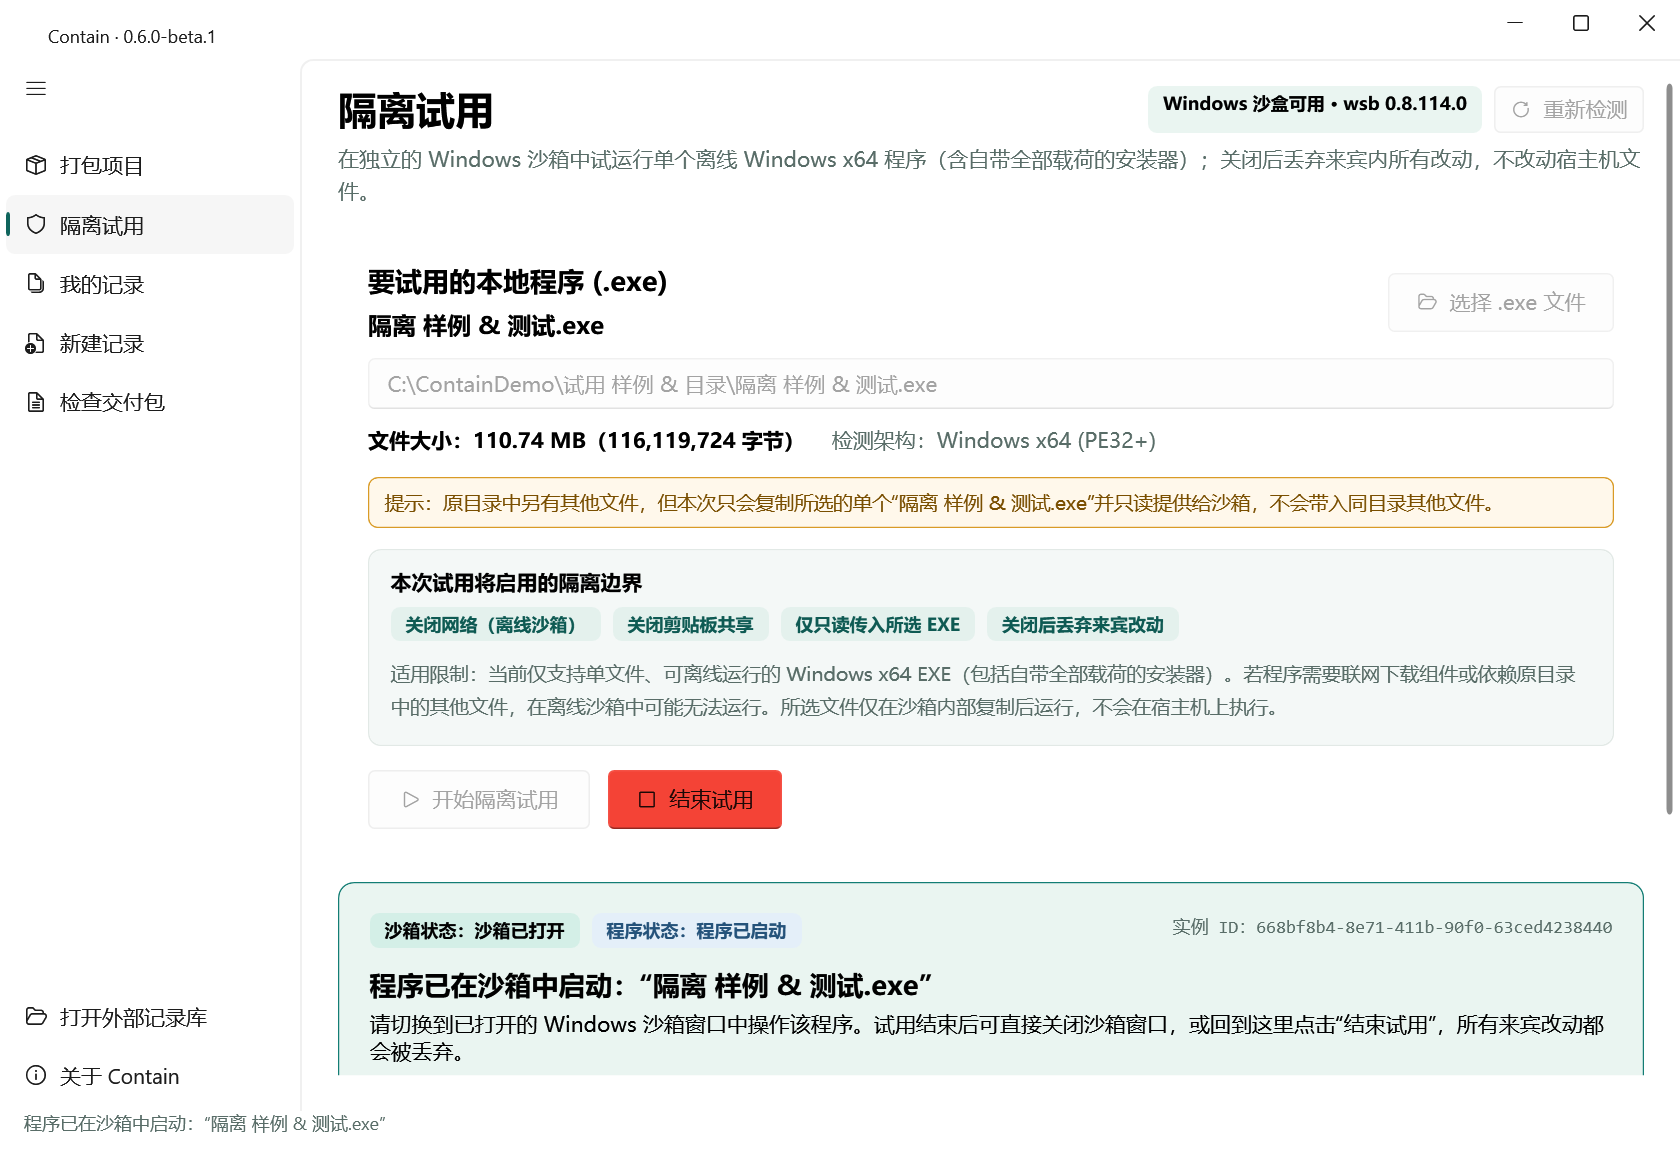 Contain · 0.6.0-beta.1
打包项目
隔离试用
我的记录
新建记录
检查交付包
打开外部记录库
关于 Contain
隔离试用
Windows 沙盒可用 • wsb 0.8.114.0
重新检测
在独立的 Windows 沙箱中试运行单个离线 Windows x64 程序（含自带全部载荷的安装器）；关闭后丢弃来宾内所有改动，不改动宿主机文
件。
要试用的本地程序 (.exe)
隔离 样例 & 测试.exe
选择 .exe 文件
C:\ContainDemo\试用 样例 & 目录\隔离 样例 & 测试.exe
文件大小：110.74 MB（116,119,724 字节）
检测架构：Windows x64 (PE32+)
提示：原目录中另有其他文件，但本次只会复制所选的单个“隔离 样例 & 测试.exe”并只读提供给沙箱，不会带入同目录其他文件。
本次试用将启用的隔离边界
关闭网络（离线沙箱）
关闭剪贴板共享
仅只读传入所选 EXE
关闭后丢弃来宾改动
适用限制：当前仅支持单文件、可离线运行的 Windows x64 EXE（包括自带全部载荷的安装器）。若程序需要联网下载组件或依赖原目录
中的其他文件，在离线沙箱中可能无法运行。所选文件仅在沙箱内部复制后运行，不会在宿主机上执行。
开始隔离试用
结束试用
沙箱状态：沙箱已打开
程序状态：程序已启动
实例 ID：668bf8b4-8e71-411b-90f0-63ced4238440
程序已在沙箱中启动：“隔离 样例 & 测试.exe”
请切换到已打开的 Windows 沙箱窗口中操作该程序。试用结束后可直接关闭沙箱窗口，或回到这里点击“结束试用”，所有来宾改动都
会被丢弃。
程序已在沙箱中启动：“隔离 样例 & 测试.exe”